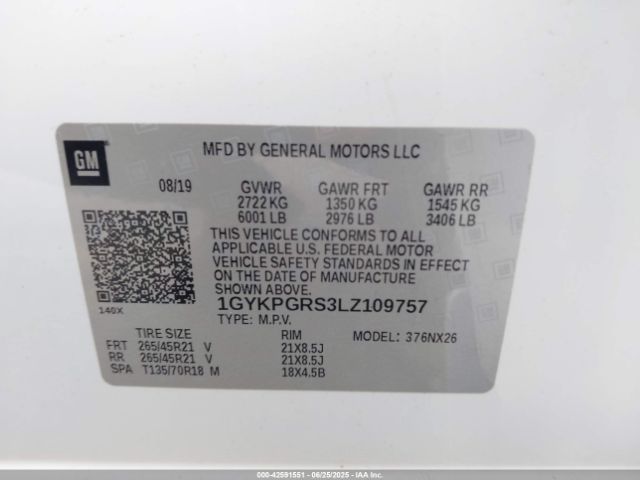 GM
MFD BY GENERAL MOTORS LLC
08/19 GVWR GAWR FRT GAWR RR
2722 KG 1350 KG 1545 KG
6001 LB 2976 LB 3406 LB
THIS VEHICLE CONFORMS TO ALL
APPLICABLE U.S. FEDERAL MOTOR
VEHICLE SAFETY STANDARDS IN EFFECT
ON THE DATE OF MANUFACTURE
SHOWN ABOVE.
140X
1GYKPGRS3LZ109757
TYPE: M.P.V.
TIRE SIZE RIM MODEL: 376NX26
FRT 265/45R21 V 21X8.5J
RR 265/45R21 V 21X8.5J
SPA T135/70R18 M 18X4.5B
000-42591551 - 06/25/2025 - IAAI.COM